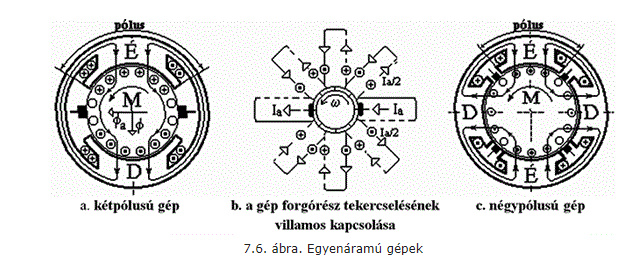 pólus
pólus
É
M
Φa
Φ
D
Ia/2
ω
Ia
Ia
Ia/2
É
D
M
D
É
a. kétpólusú gép
b. a gép forgórész tekercselésének
villamos kapcsolása
c. négypólusú gép
7.6. ábra. Egyenáramú gépek